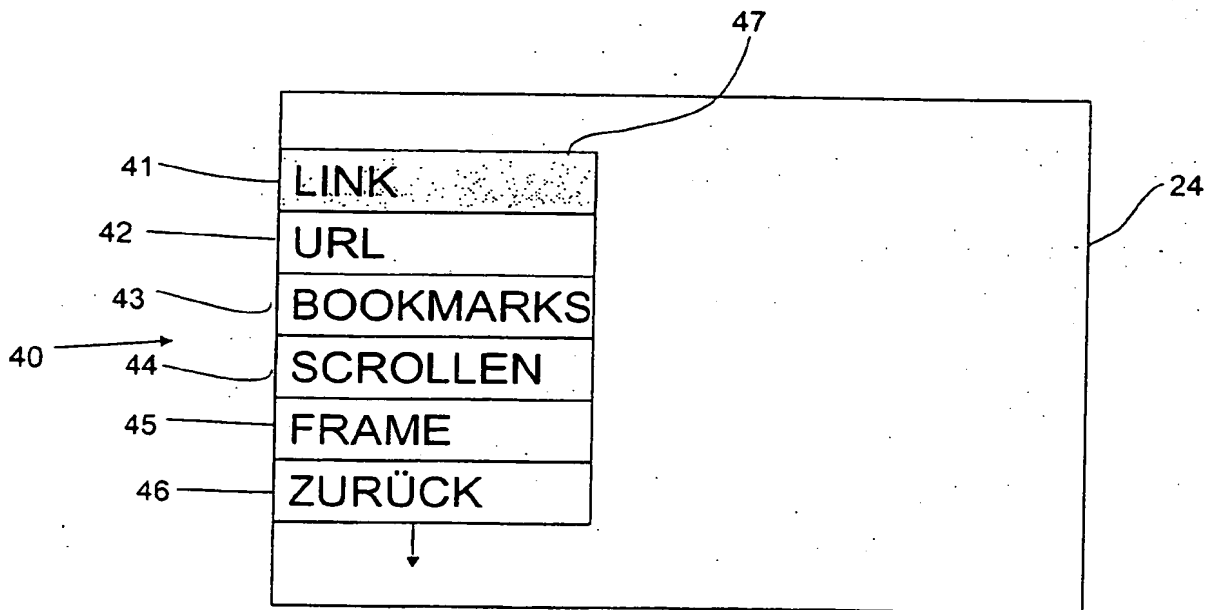 47
41 LINK
24
42 URL
43 BOOKMARKS
40
44 SCROLLEN
45 FRAME
46 ZURÜCK